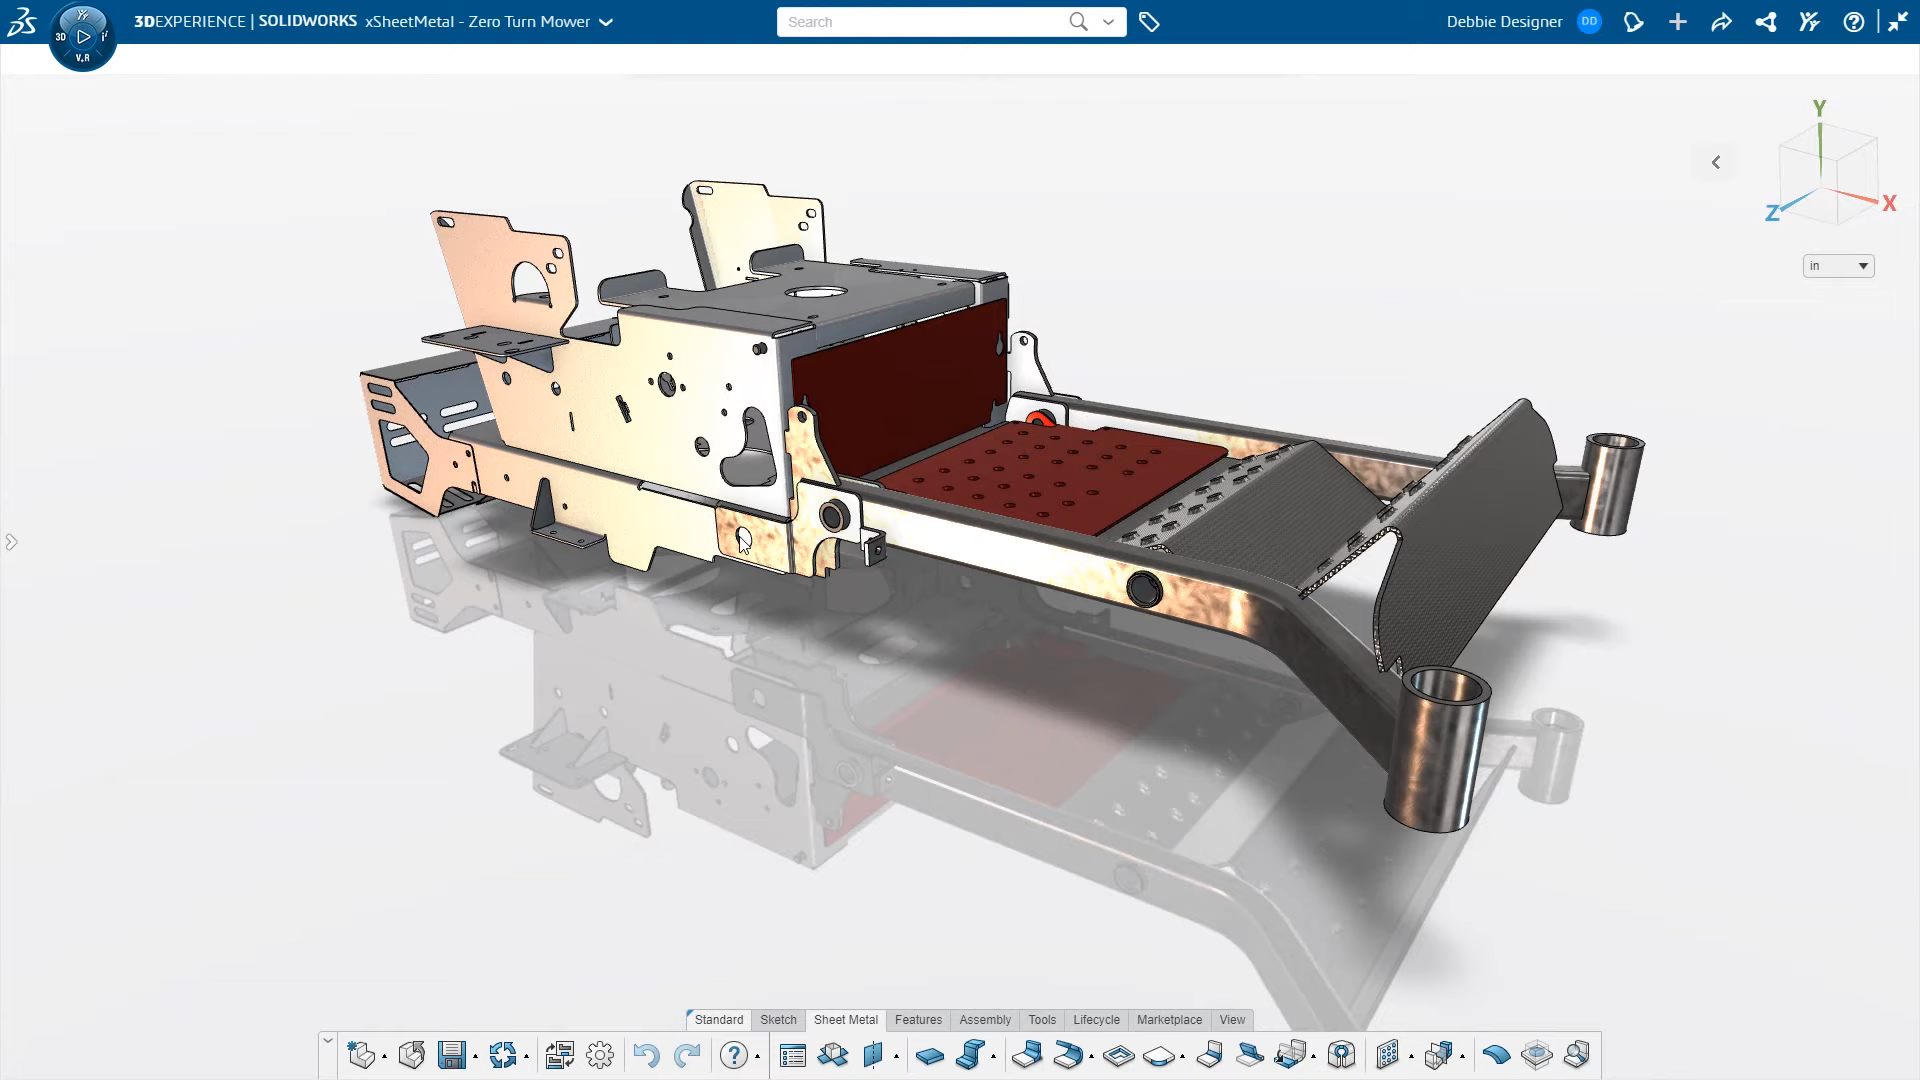 3DEXPERIENCE | SOLIDWORKS xSheetMetal - Zero Turn Mower
Search
Debbie Designer DD
3D
V.R
Y
Z
X
in
Standard Sketch Sheet Metal Features Assembly Tools Lifecycle Marketplace View